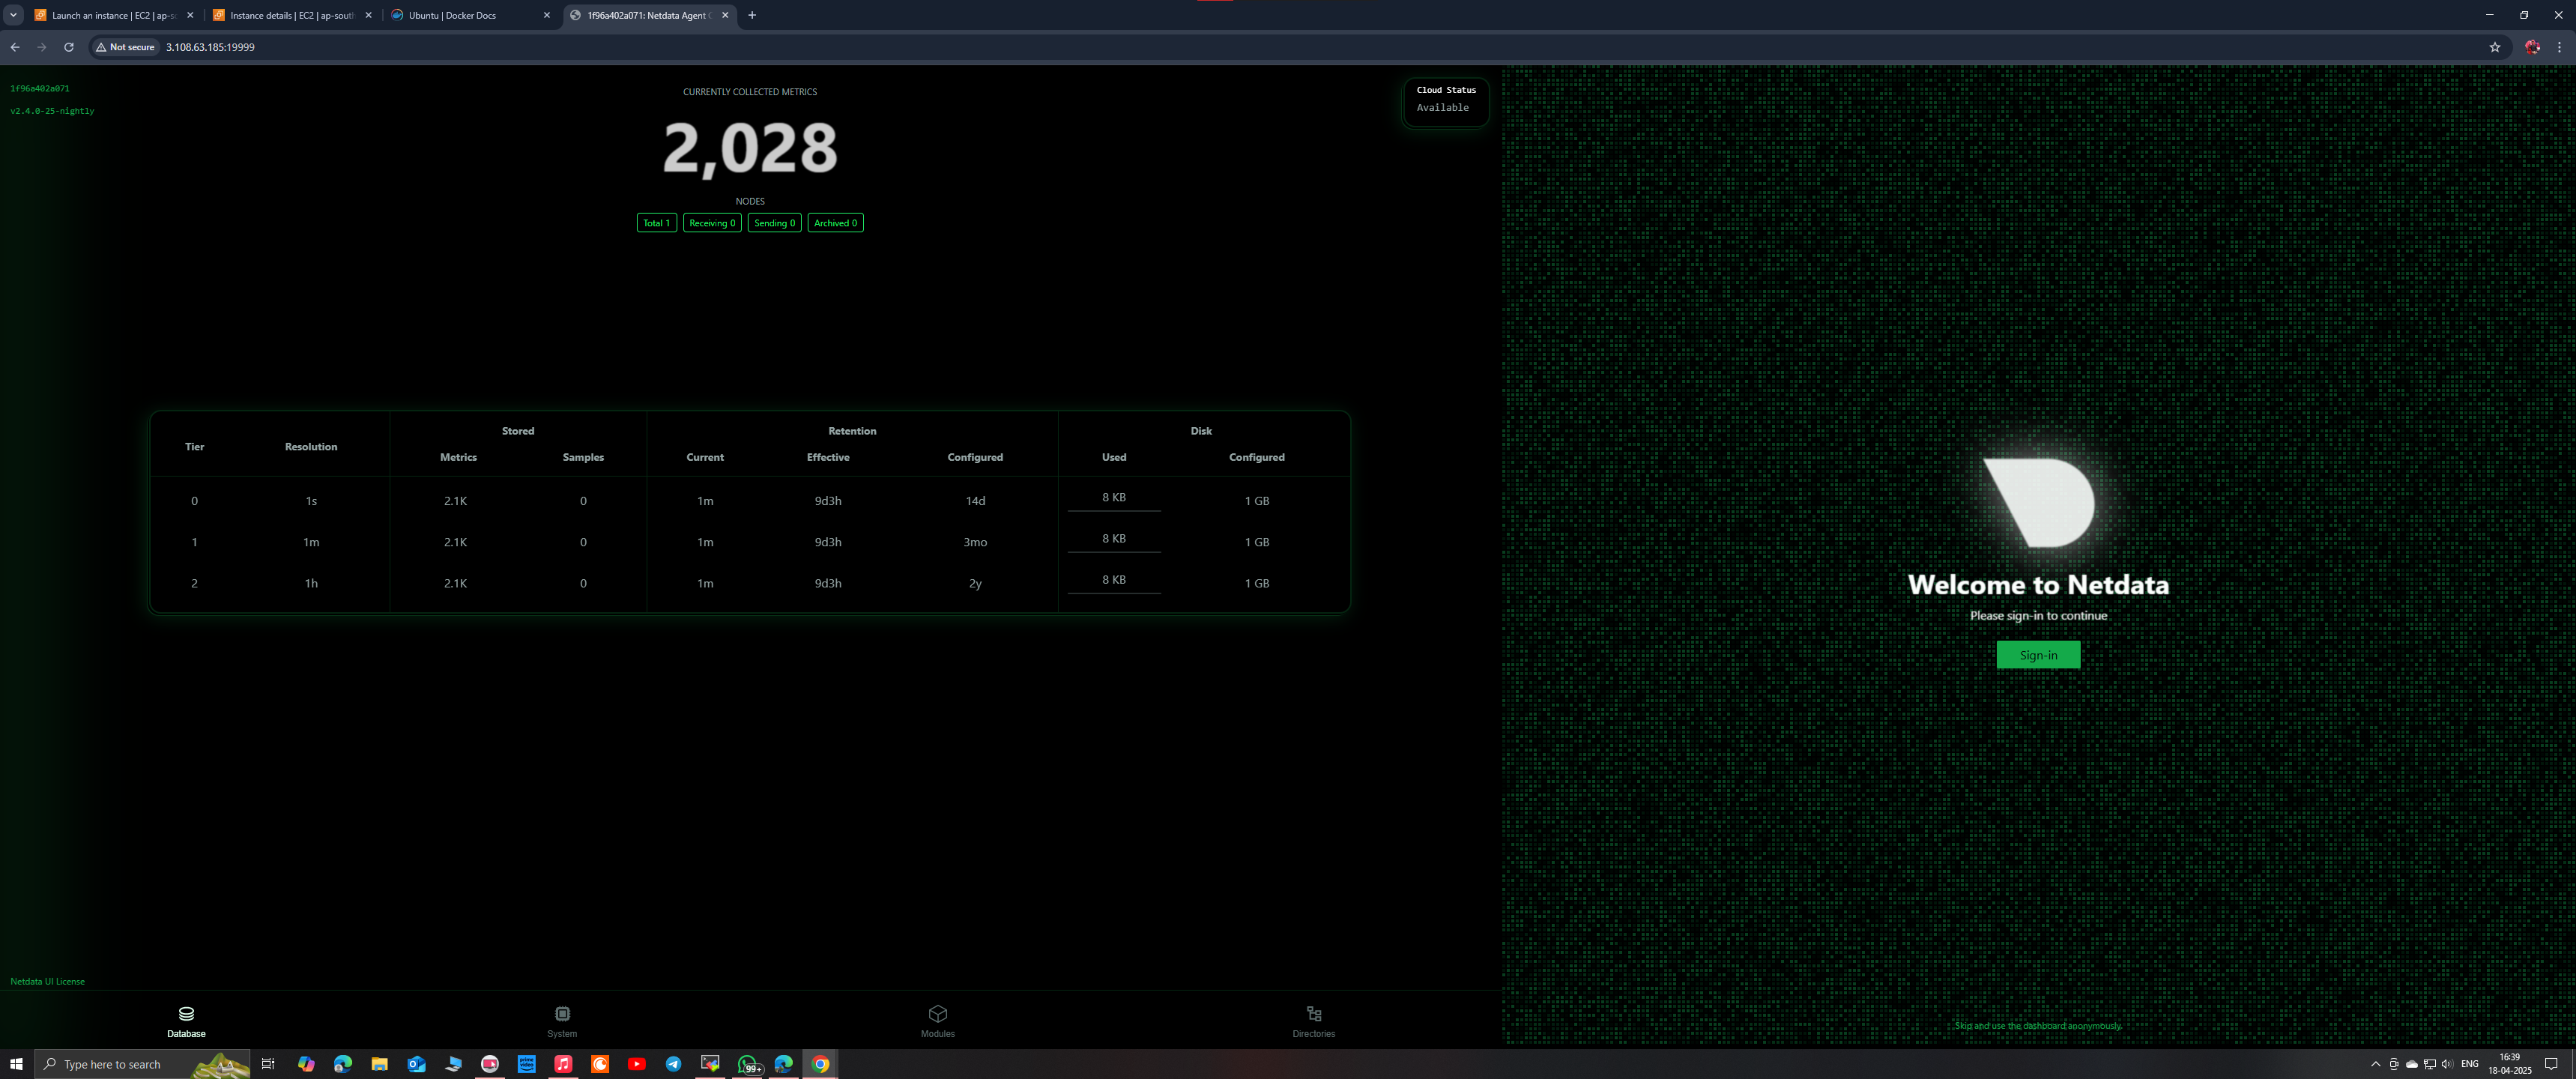 Launch an instance | EC2 | ap-so
Instance details | EC2 | ap-south
Ubuntu | Docker Docs
1f96a402a071: Netdata Agent C
Not secure
3.108.63.185:19999
1f96a402a071
v2.4.0-25-nightly
CURRENTLY COLLECTED METRICS
2,028
NODES
Total 1
Receiving 0
Sending 0
Archived 0
Cloud Status
Available
Tier
Resolution
Stored
Retention
Disk
Metrics
Samples
Current
Effective
Configured
Used
Configured
0 1s 2.1K 0 1m 9d3h 14d 8 KB 1 GB
1 1m 2.1K 0 1m 9d3h 3mo 8 KB 1 GB
2 1h 2.1K 0 1m 9d3h 2y 8 KB 1 GB
Welcome to Netdata
Please sign-in to continue
Sign-in
Skip and use the dashboard anonymously.
Netdata UI License
Database
System
Modules
Directories
Type here to search
prime video
99+
ENG
16:39
18-04-2025